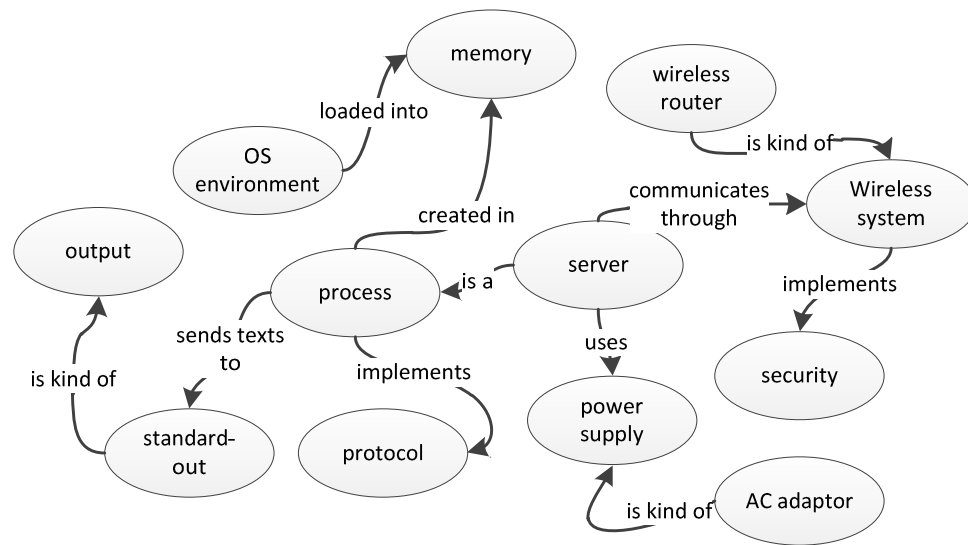 memory
wireless
router
loaded into
is kind of
OS
environment
communicates
through
Wireless
system
created in
output
server
process
is a
implements
sends texts
to
uses
is kind of
implements
security
power
supply
standard-
out
protocol
is kind of
AC adaptor